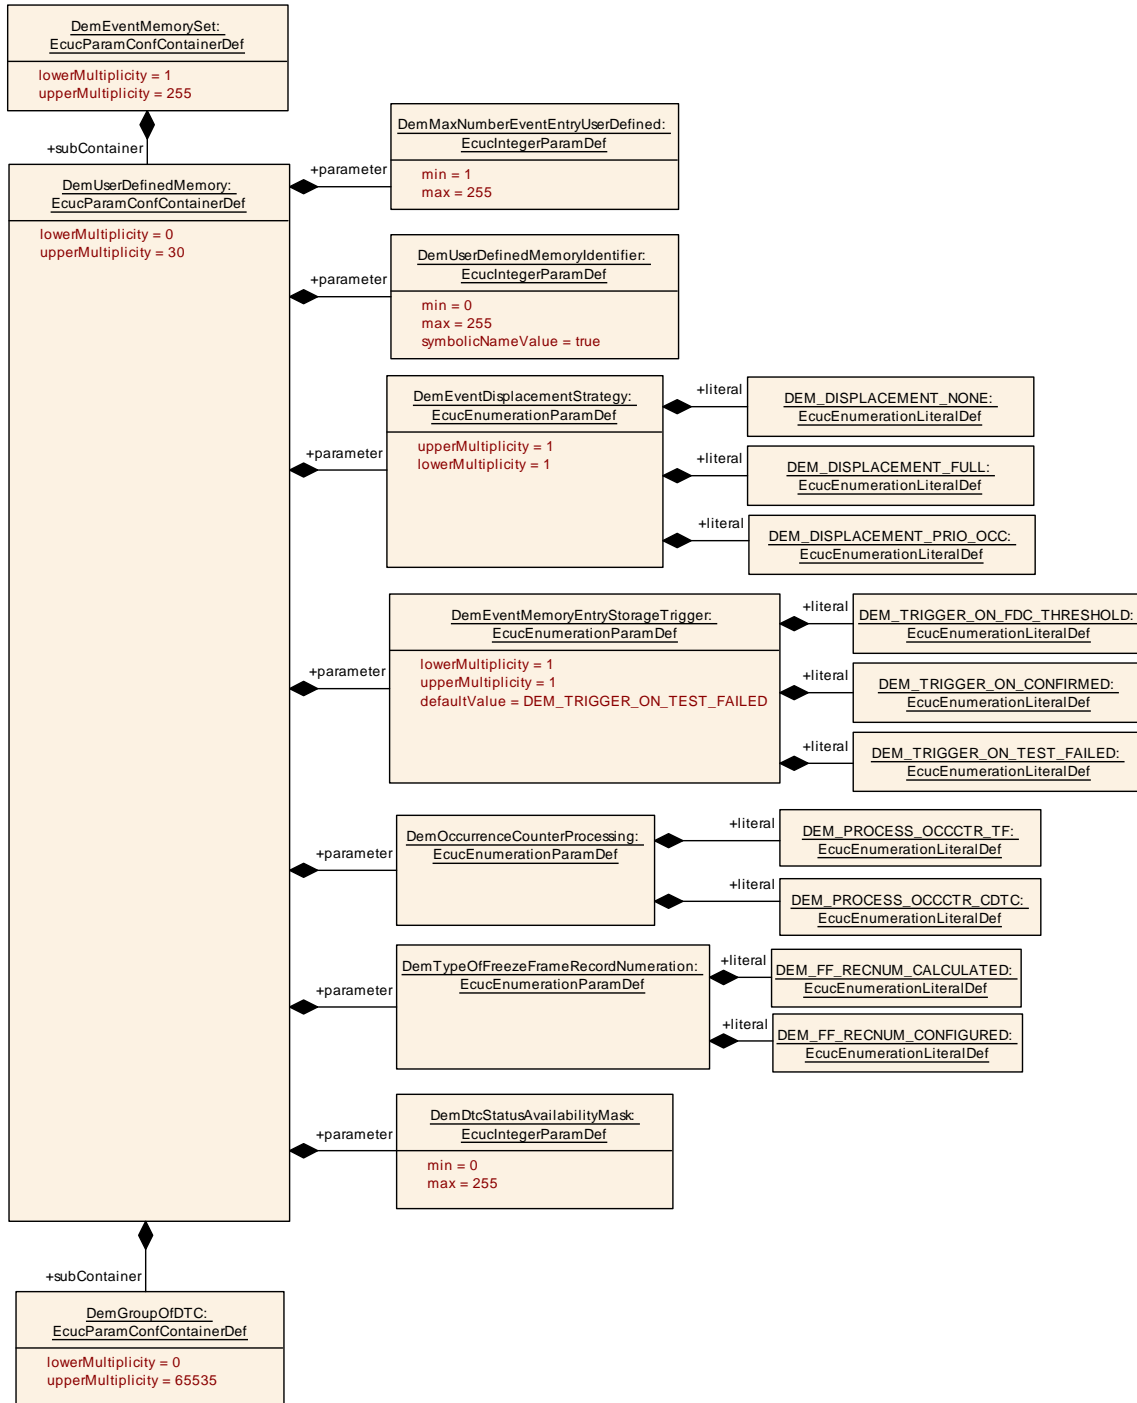 DemEventMemorySet:
EcucParamConfContainerDef
lowerMultiplicity = 1
upperMultiplicity = 255
+subContainer
DemUserDefinedMemory:
EcucParamConfContainerDef
lowerMultiplicity = 0
upperMultiplicity = 30
+parameter
DemMaxNumberEventEntryUserDefined:
EcucIntegerParamDef
min = 1
max = 255
+parameter
DemUserDefinedMemoryIdentifier:
EcucIntegerParamDef
min = 0
max = 255
symbolicNameValue = true
+parameter
DemEventDisplacementStrategy:
EcucEnumerationParamDef
upperMultiplicity = 1
lowerMultiplicity = 1
+literal
DEM_DISPLACEMENT_NONE:
EcucEnumerationLiteralDef
+literal
DEM_DISPLACEMENT_FULL:
EcucEnumerationLiteralDef
+literal
DEM_DISPLACEMENT_PRIO_OCC:
EcucEnumerationLiteralDef
+parameter
DemEventMemoryEntryStorageTrigger:
EcucEnumerationParamDef
lowerMultiplicity = 1
upperMultiplicity = 1
defaultValue = DEM_TRIGGER_ON_TEST_FAILED
+literal
DEM_TRIGGER_ON_FDC_THRESHOLD:
EcucEnumerationLiteralDef
+literal
DEM_TRIGGER_ON_CONFIRMED:
EcucEnumerationLiteralDef
+literal
DEM_TRIGGER_ON_TEST_FAILED:
EcucEnumerationLiteralDef
+parameter
DemOccurrenceCounterProcessing:
EcucEnumerationParamDef
+literal
DEM_PROCESS_OCCCTR_TF:
EcucEnumerationLiteralDef
+literal
DEM_PROCESS_OCCCTR_CDTC:
EcucEnumerationLiteralDef
+parameter
DemTypeOfFreezeFrameRecordNumeration:
EcucEnumerationParamDef
+literal
DEM_FF_RECNUM_CALCULATED:
EcucEnumerationLiteralDef
+literal
DEM_FF_RECNUM_CONFIGURED:
EcucEnumerationLiteralDef
+parameter
DemDtcStatusAvailabilityMask:
EcucIntegerParamDef
min = 0
max = 255
+subContainer
DemGroupOfDTC:
EcucParamConfContainerDef
lowerMultiplicity = 0
upperMultiplicity = 65535